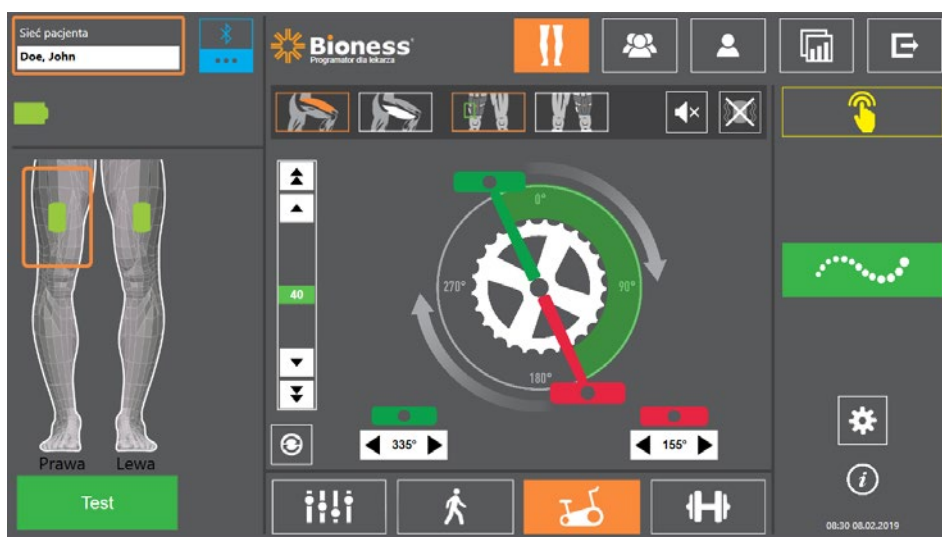 Sieć pacjenta
Doe, John
Bioness
Programator dla lekarza
0°
90°
180°
270°
40
335°
155°
Prawa
Lewa
Test
i
08:30 08.02.2019